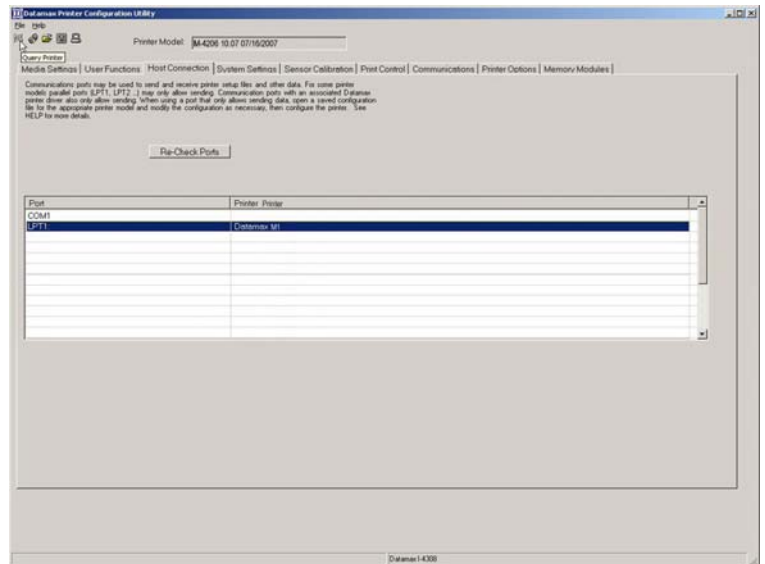 Datamax Printer Configuration Utility
File Help
Printer Model: M-4206 10.07 07/16/2007
Query Printer
Media Settings User Functions Host Connection System Settings Sensor Calibration Print Control Communications Printer Options Memory Modules
Communications ports may be used to send and receive printer setup files and other data. For some printer
models parallel ports (LPT1, LPT2 ...) may only allow sending. Communication ports with an associated Datamax
printer driver also only allow sending. When using a port that only allows sending data, open a saved configuration
file for the appropriate printer model and modify the configuration as necessary, then configure the printer. See
HELP for more details.
Re-Check Ports
Port Printer Printer
COM1
LPT1: Datamax M1
Datamax I-4308